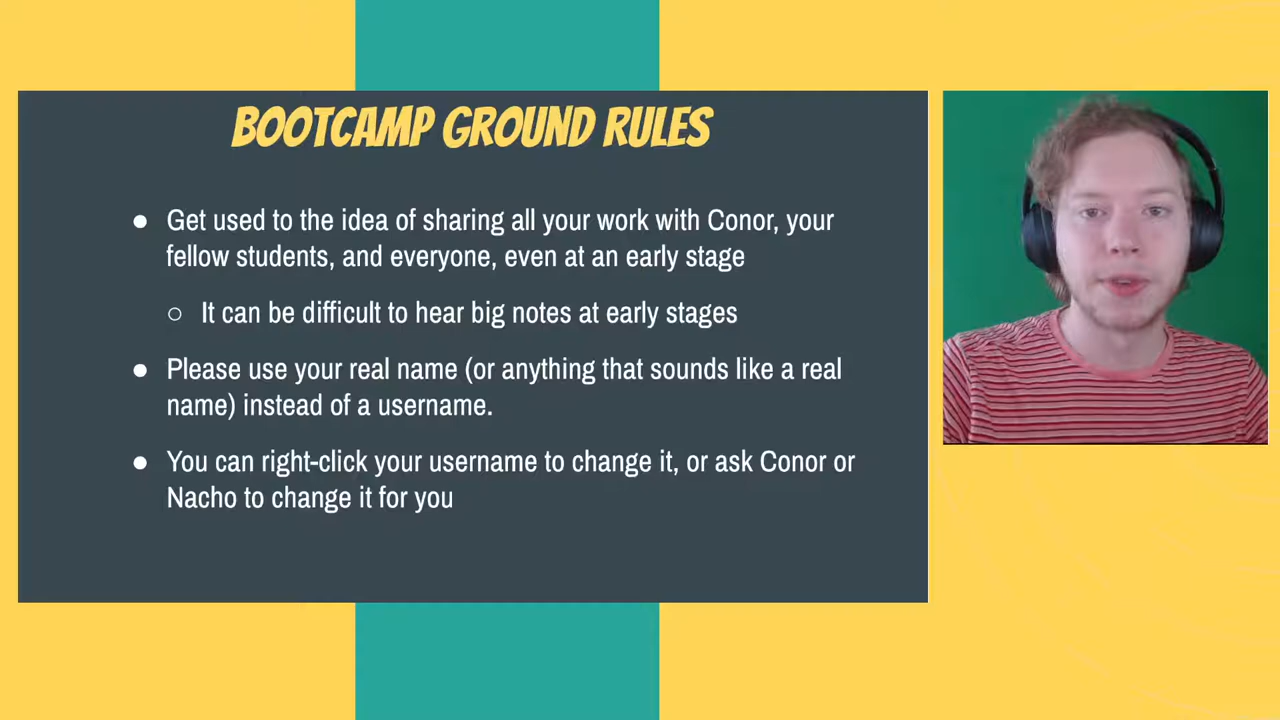 BOOTCAMP GROUND RULES
● Get used to the idea of sharing all your work with Conor, your
fellow students, and everyone, even at an early stage
○ It can be difficult to hear big notes at early stages
● Please use your real name (or anything that sounds like a real
name) instead of a username.
● You can right-click your username to change it, or ask Conor or
Nacho to change it for you